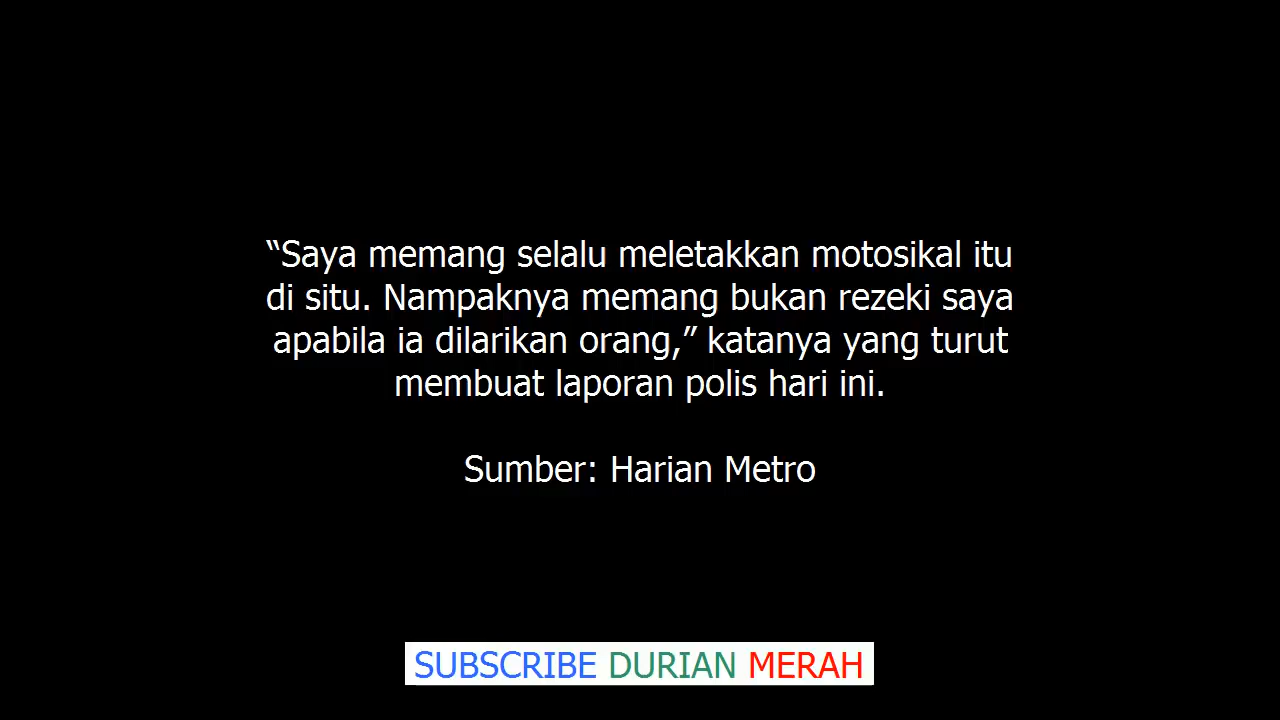 “Saya memang selalu meletakkan motosikal itu
di situ. Nampaknya memang bukan rezeki saya
apabila ia dilarikan orang,” katanya yang turut
membuat laporan polis hari ini.
Sumber: Harian Metro
SUBSCRIBE DURIAN MERAH